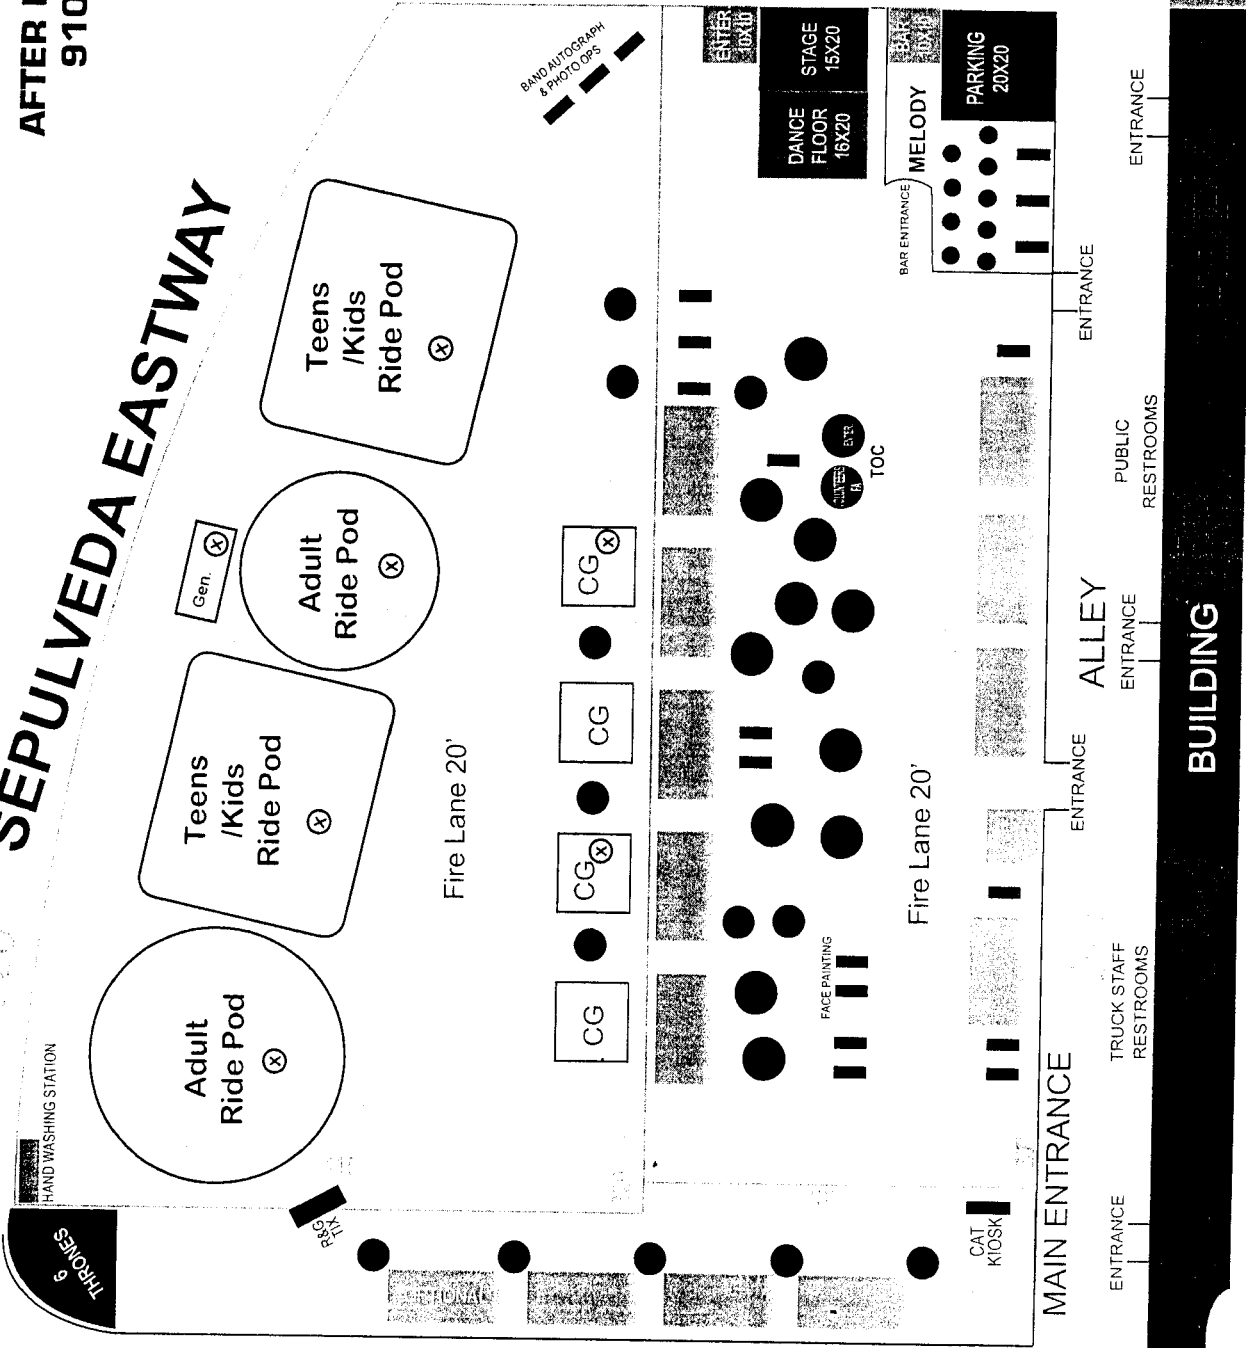 AFTER
910
SEPULVEDA EASTWAY
BAND AUTOGRAPH
& PHOTO OPS
ENTER
10X10
STAGE
15X20
DANCE
FLOOR
16X20
BAR
10X10
PARKING
20X20
MELODY
BAR ENTRANCE
ENTRANCE
ENTRANCE
Teens
/Kids
Ride Pod
X
Gen.
X
Adult
Ride Pod
X
Teens
/Kids
Ride Pod
X
Adult
Ride Pod
X
HAND WASHING STATION
6
THRONES
R&G
TIX
Fire Lane 20'
CG
X
CG
CG
X
CG
ENTER.
FA
TOC
FACE PAINTING
Fire Lane 20'
PUBLIC
RESTROOMS
ALLEY
ENTRANCE
ENTRANCE
TRUCK STAFF
RESTROOMS
CAT
KIOSK
MAIN ENTRANCE
ENTRANCE
BUILDING